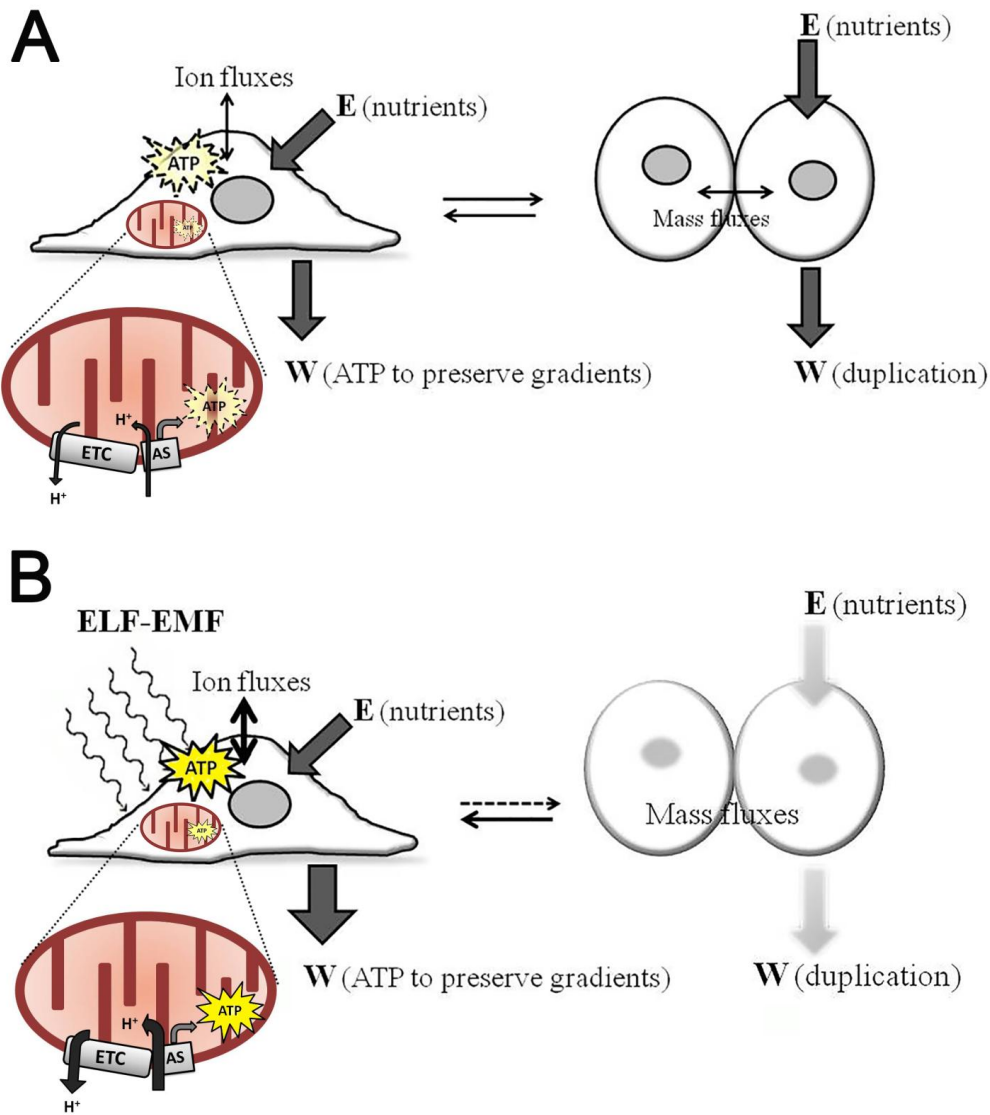 A
E (nutrients)
Ion fluxes
E (nutrients)
ATP
Mass fluxes
ATP
W (ATP to preserve gradients)
W (duplication)
ATP
H+
ETC
AS
H+
B
ELF-EMF
E (nutrients)
Ion fluxes
E (nutrients)
ATP
Mass fluxes
ATP
W (ATP to preserve gradients)
W (duplication)
ATP
H+
ETC
AS
H+